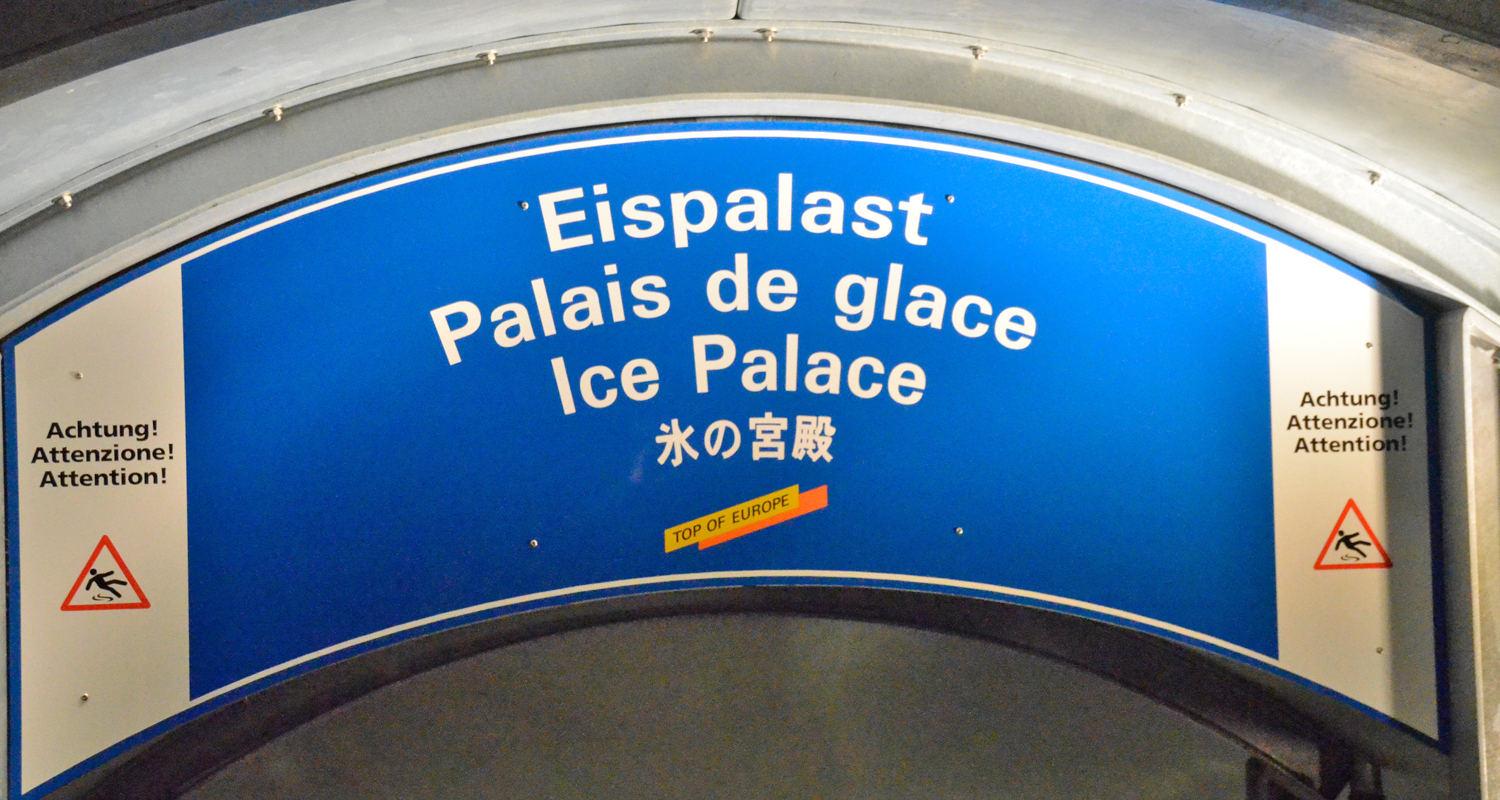 Eispalast
Palais de glace
Ice Palace
氷の宮殿
TOP OF EUROPE
Achtung!
Attenzione!
Attention!
Achtung!
Attenzione!
Attention!